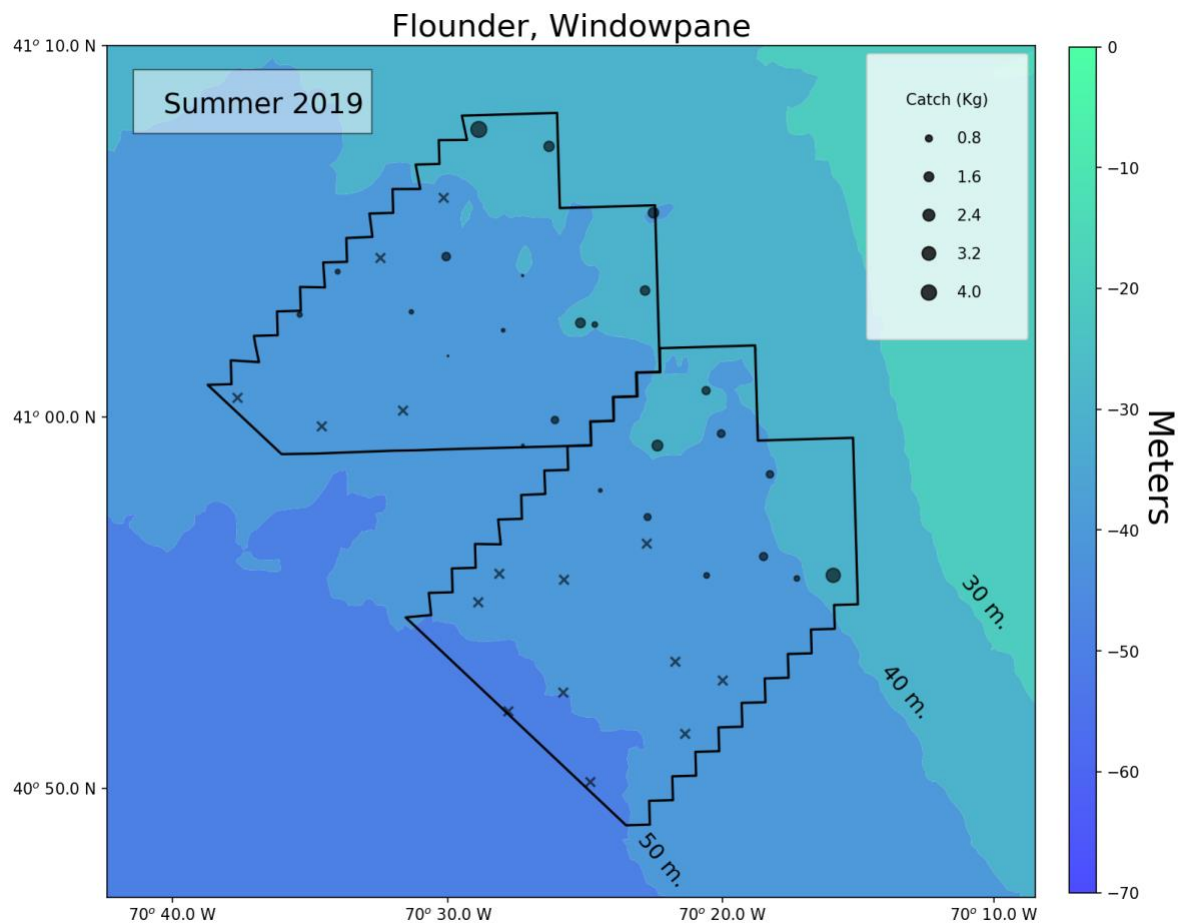 Flounder, Windowpane
41° 10.0 N
Summer 2019
Catch (Kg)
0.8
1.6
2.4
3.2
4.0
41° 00.0 N
40° 50.0 N
30 m.
40 m.
50 m.
70° 40.0 W
70° 30.0 W
70° 20.0 W
70° 10.0 W
0
−10
−20
−30
−40
−50
−60
−70
Meters